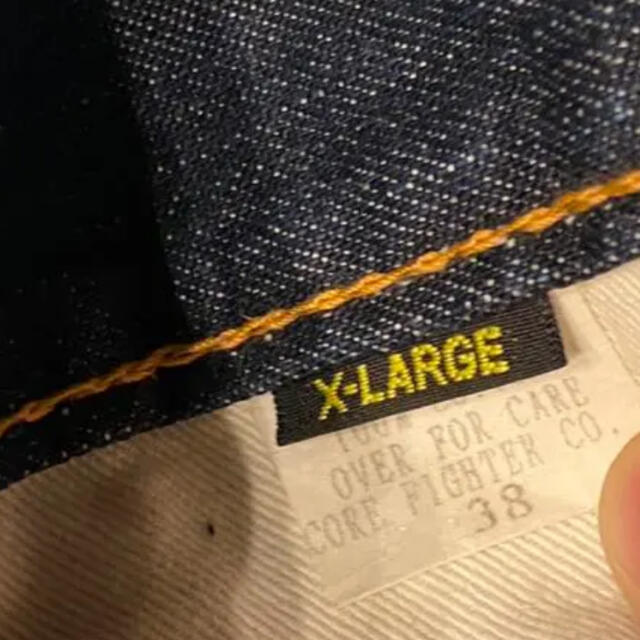 X-LARGE
OVER FOR CARE
CORE FIGHTER CO.
38